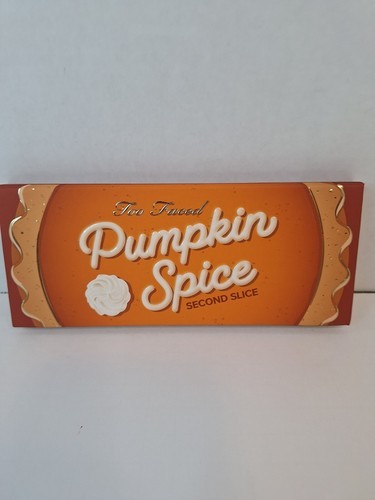 Too Faced
Pumpkin
Spice
SECOND SLICE